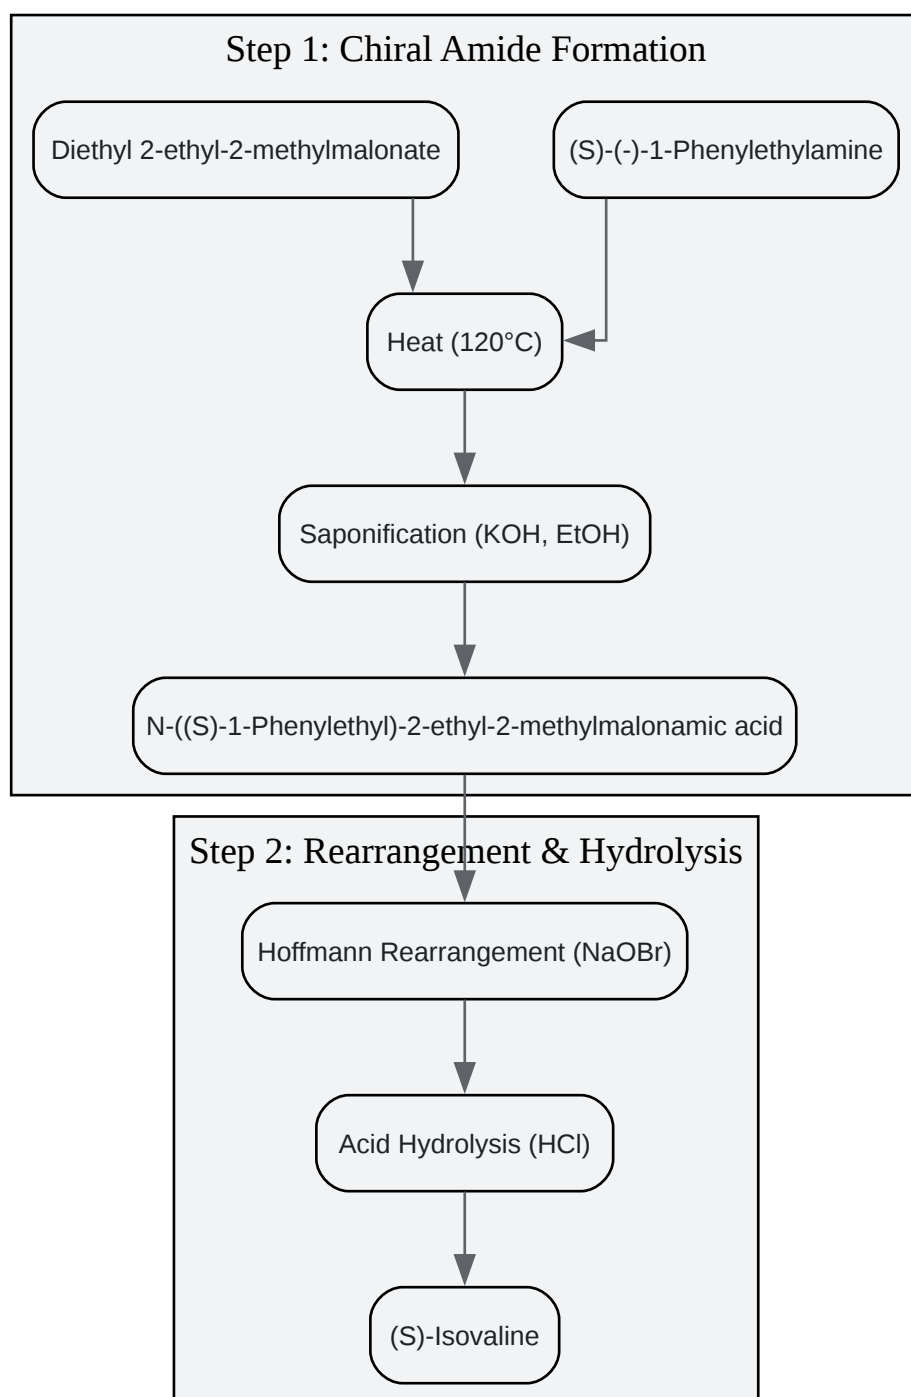 Step 1: Chiral Amide Formation
Diethyl 2-ethyl-2-methylmalonate
(S)-(-)-1-Phenylethylamine
Heat (120°C)
Saponification (KOH, EtOH)
N-((S)-1-Phenylethyl)-2-ethyl-2-methylmalonamic acid
Step 2: Rearrangement & Hydrolysis
Hoffmann Rearrangement (NaOBr)
Acid Hydrolysis (HCl)
(S)-Isovaline